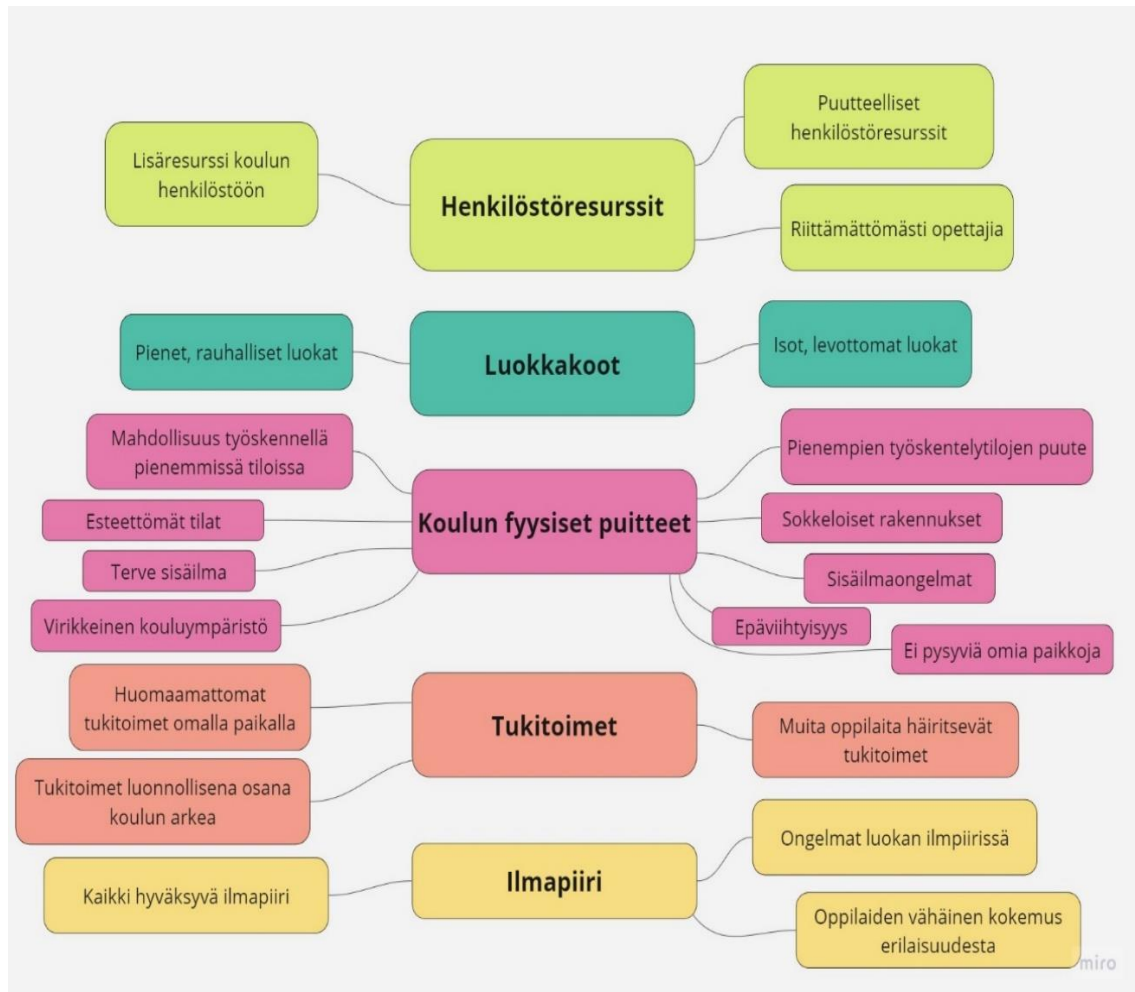 Lisäresurssi koulun
henkilöstöön
Henkilöstöresurssit
Puutteelliset
henkilöstöresurssit
Riittämättömästi opettajia
Pienet, rauhalliset luokat
Luokkakoot
Isot, levottomat luokat
Mahdollisuus työskennellä
pienemmissä tiloissa
Esteettömät tilat
Terve sisäilma
Virikkeinen kouluympäristö
Koulun fyysiset puitteet
Pienempien työskentelytilojen puute
Sokkeloiset rakennukset
Sisäilmaongelmat
Epäviihtyisyys
Ei pysyviä omia paikkoja
Huomaamattomat
tukitoimet omalla paikalla
Tukitoimet luonnollisena osana
koulun arkea
Tukitoimet
Muita oppilaita häiritsevät
tukitoimet
Kaikki hyväksyvä ilmapiiri
Ilmapiiri
Ongelmat luokan ilmpiirissä
Oppilaiden vähäinen kokemus
erilaisuudesta
miro